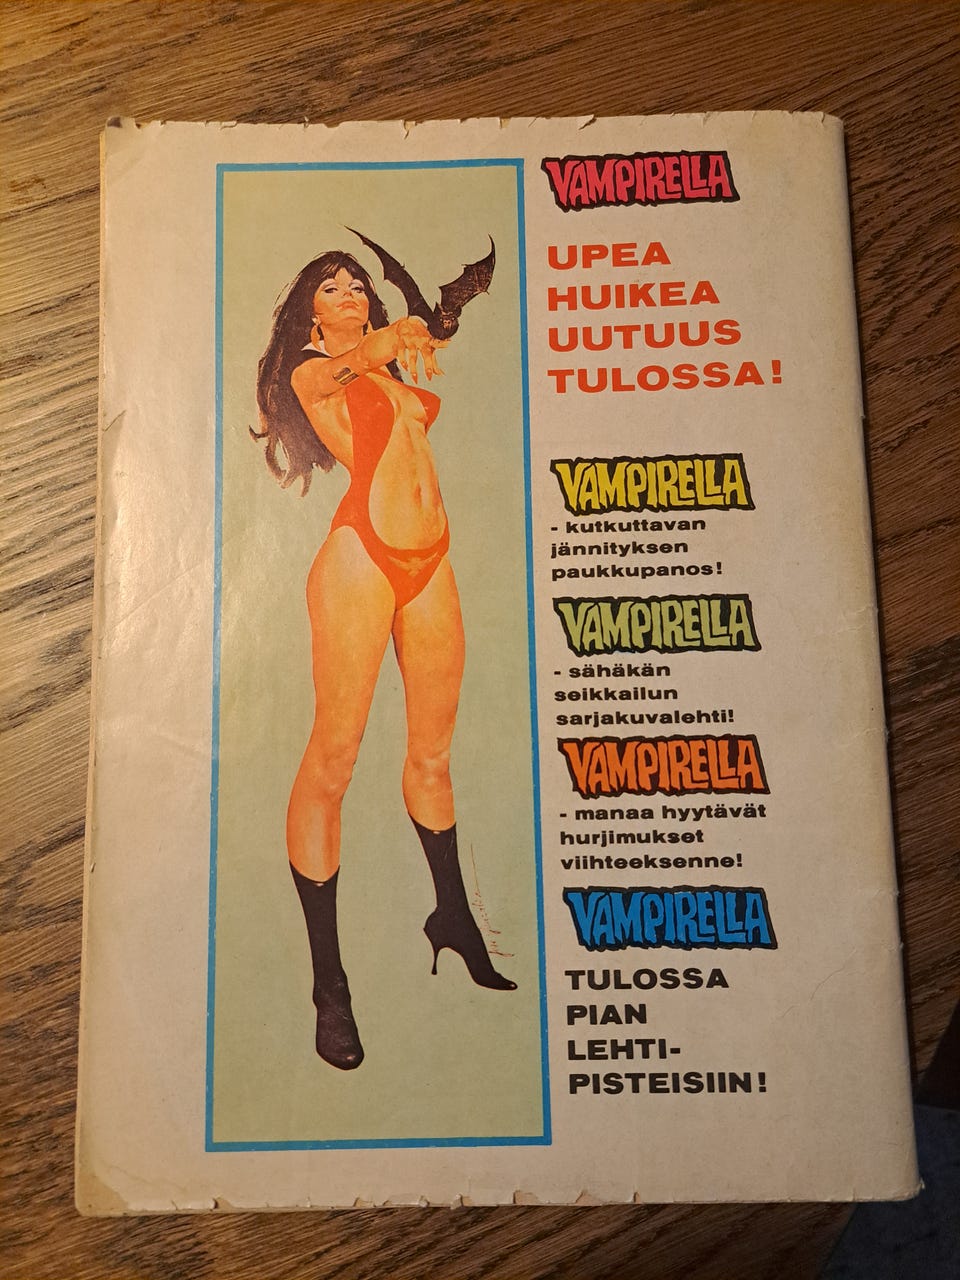 VAMPIRELLA
UPEA
HUIKEA
UUTUUS
TULOSSA!
VAMPIRELLA
- kutkuttavan
jännityksen
paukkupanos!
VAMPIRELLA
- sähäkän
seikkailun
sarjakuvalehti!
VAMPIRELLA
- manaa hyytävät
hurjimukset
viihteeksenne!
VAMPIRELLA
TULOSSA
PIAN
LEHTI-
PISTEISIIN!